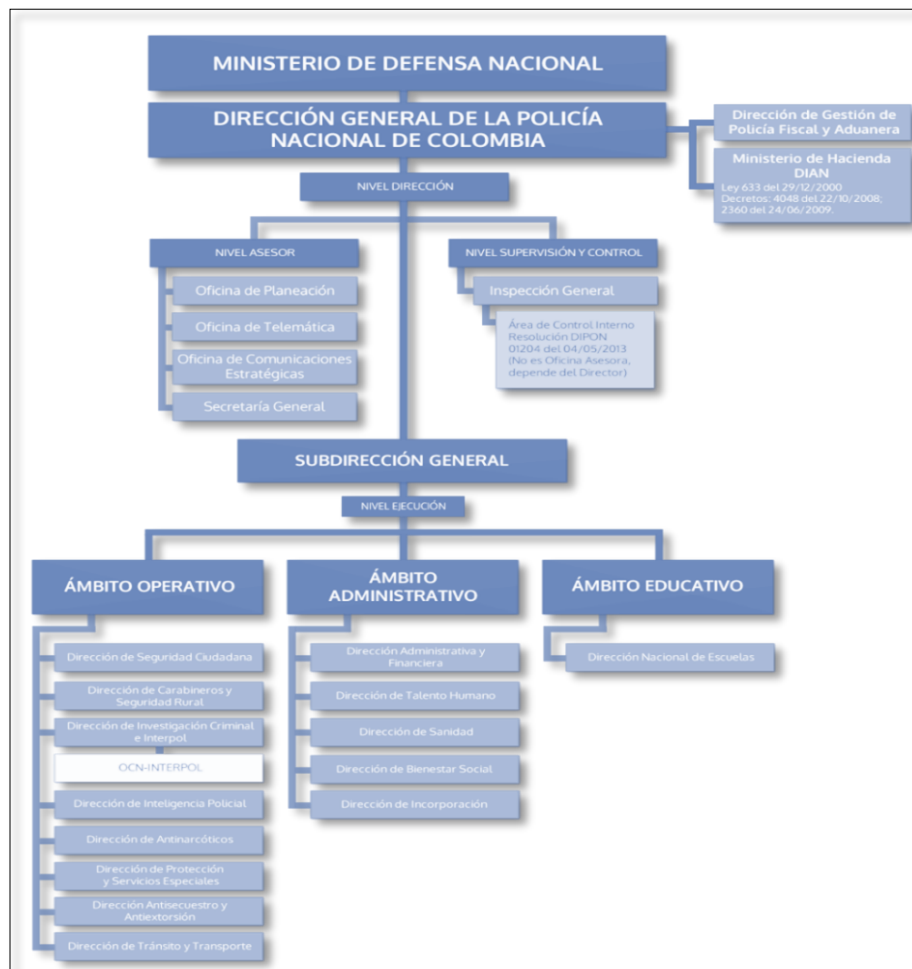 MINISTERIO DE DEFENSA NACIONAL
DIRECCIÓN GENERAL DE LA POLICÍA
NACIONAL DE COLOMBIA
Dirección de Gestión de
Policía Fiscal y Aduanera
Ministerio de Hacienda
DIAN
Ley 633 del 29/12/2000
Decretos: 4048 del 22/10/2008;
2360 del 24/06/2009.
NIVEL DIRECCIÓN
NIVEL ASESOR
Oficina de Planeación
Oficina de Telemática
Oficina de Comunicaciones
Estratégicas
Secretaría General
NIVEL SUPERVISIÓN Y CONTROL
Inspección General
Área de Control Interno
Resolución DIPON
01204 del 04/05/2013
(No es Oficina Asesora,
depende del Director)
SUBDIRECCIÓN GENERAL
NIVEL EJECUCIÓN
ÁMBITO OPERATIVO
Dirección de Seguridad Ciudadana
Dirección de Carabineros y
Seguridad Rural
Dirección de Investigación Criminal
e Interpol
OCN-INTERPOL
Dirección de Inteligencia Policial
Dirección de Antinarcóticos
Dirección de Protección
y Servicios Especiales
Dirección Antisecuestro y
Antiextorsión
Dirección de Tránsito y Transporte
ÁMBITO
ADMINISTRATIVO
Dirección Administrativa y
Financiera
Dirección de Talento Humano
Dirección de Sanidad
Dirección de Bienestar Social
Dirección de Incorporación
ÁMBITO EDUCATIVO
Dirección Nacional de Escuelas